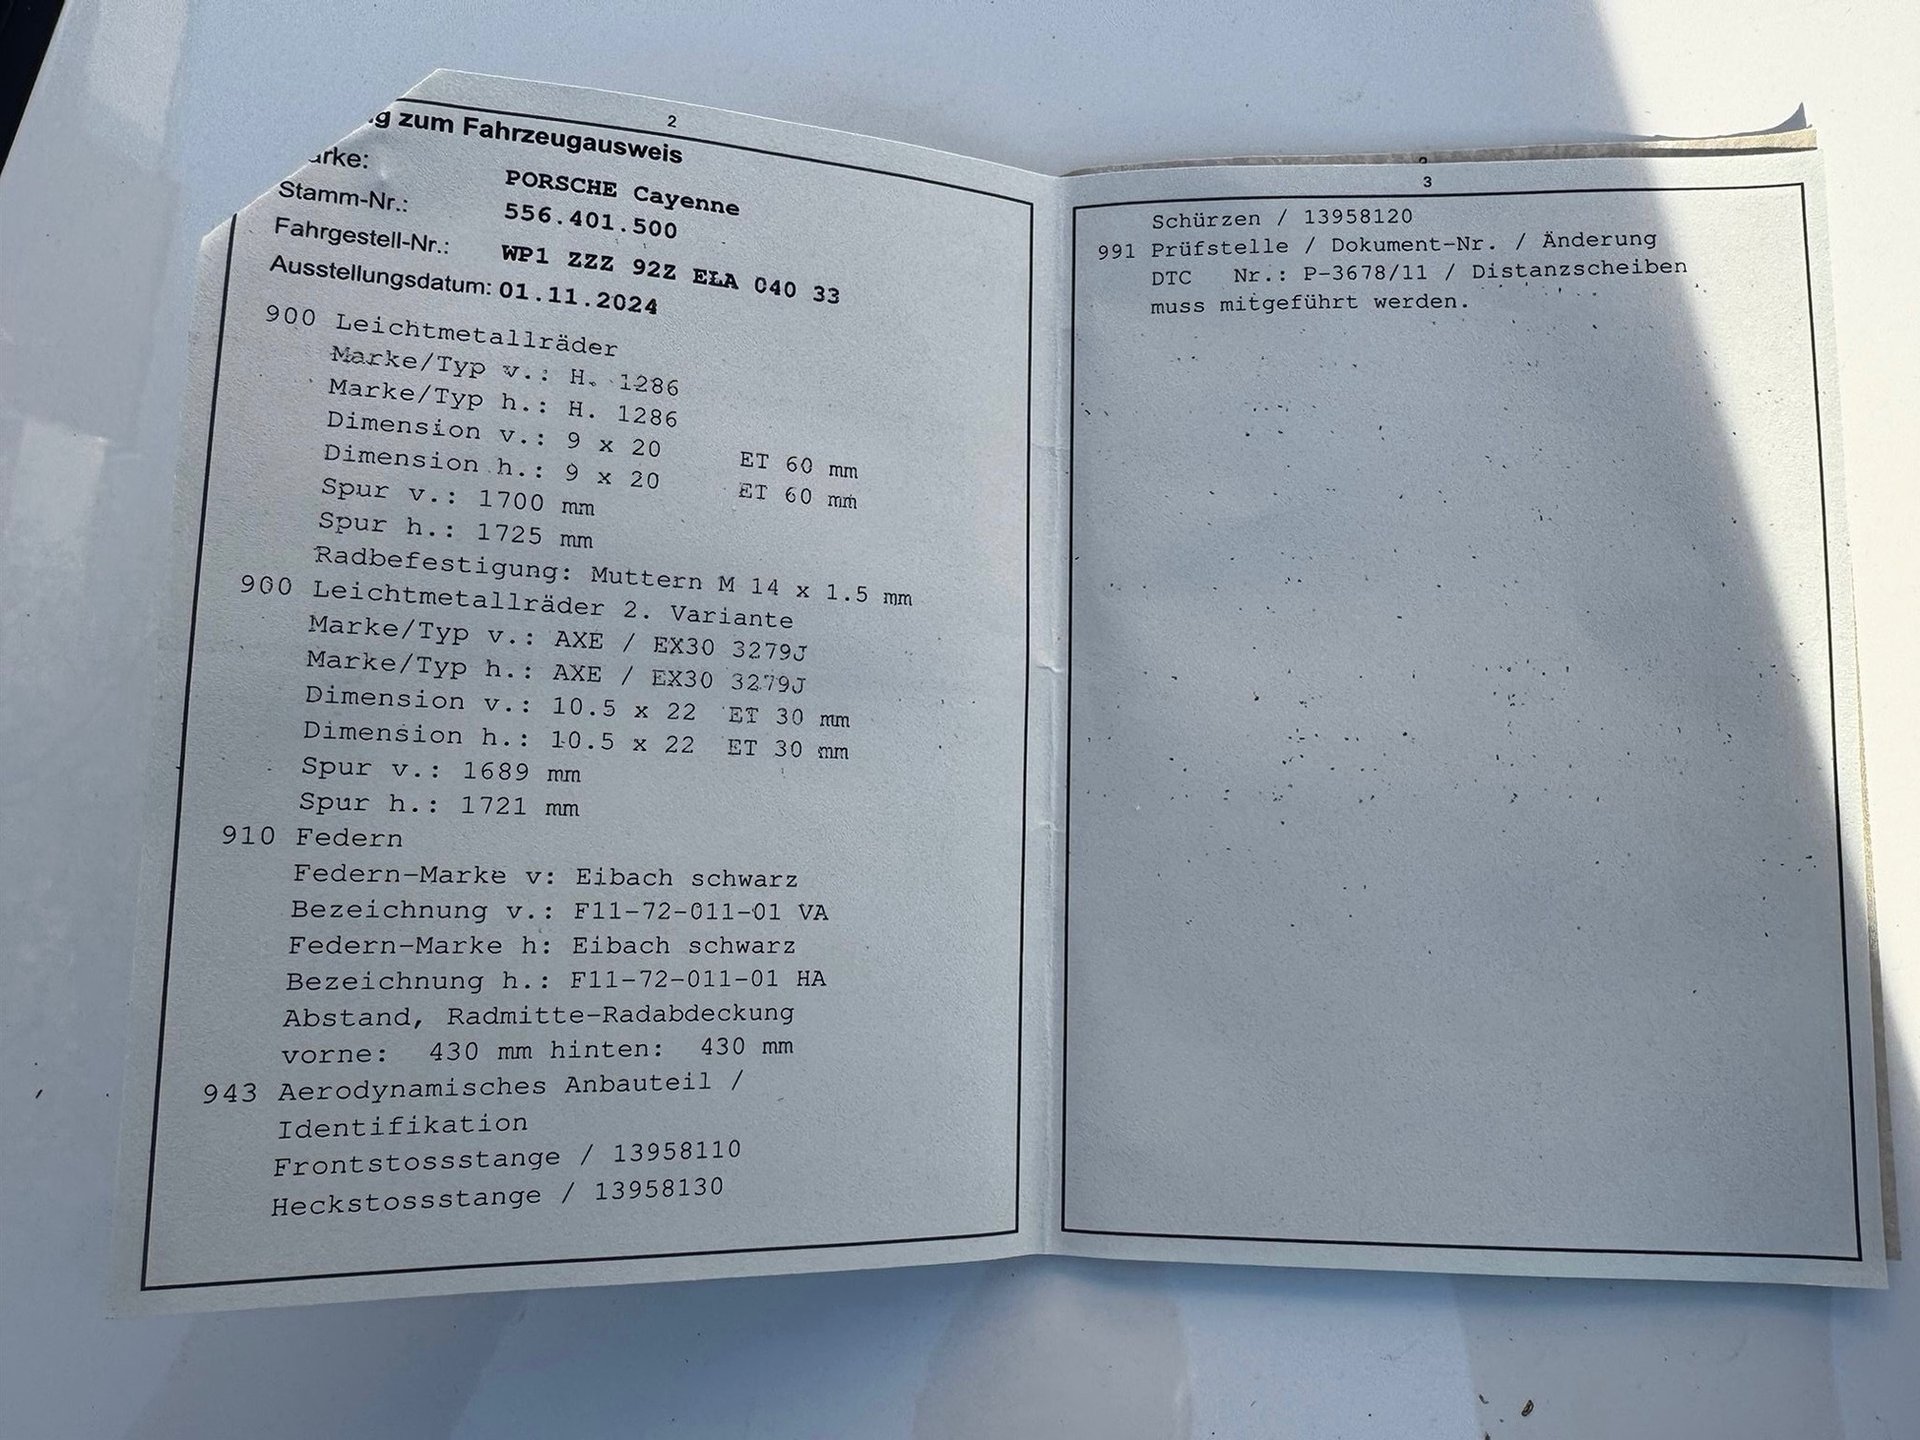 2
g zum Fahrzeugausweis
arke: PORSCHE Cayenne
Stamm-Nr.: 556.401.500
Fahrgestell-Nr.: WP1 ZZZ 92Z ELA 040 33
Ausstellungsdatum: 01.11.2024
900 Leichtmetallräder
Marke/Typ v.: H. 1286
Marke/Typ h.: H. 1286
Dimension v.: 9 x 20 ET 60 mm
Dimension h.: 9 x 20 ET 60 mm
Spur v.: 1700 mm
Spur h.: 1725 mm
Radbefestigung: Muttern M 14 x 1.5 mm
900 Leichtmetallräder 2. Variante
Marke/Typ v.: AXE / EX30 3279J
Marke/Typ h.: AXE / EX30 3279J
Dimension v.: 10.5 x 22 ET 30 mm
Dimension h.: 10.5 x 22 ET 30 mm
Spur v.: 1689 mm
Spur h.: 1721 mm
910 Federn
Federn-Marke v: Eibach schwarz
Bezeichnung v.: F11-72-011-01 VA
Federn-Marke h: Eibach schwarz
Bezeichnung h.: F11-72-011-01 HA
Abstand, Radmitte-Radabdeckung
vorne: 430 mm hinten: 430 mm
943 Aerodynamisches Anbauteil /
Identifikation
Frontstossstange / 13958110
Heckstossstange / 13958130
3
Schürzen / 13958120
991 Prüfstelle / Dokument-Nr. / Änderung
DTC Nr.: P-3678/11 / Distanzscheiben
muss mitgeführt werden.